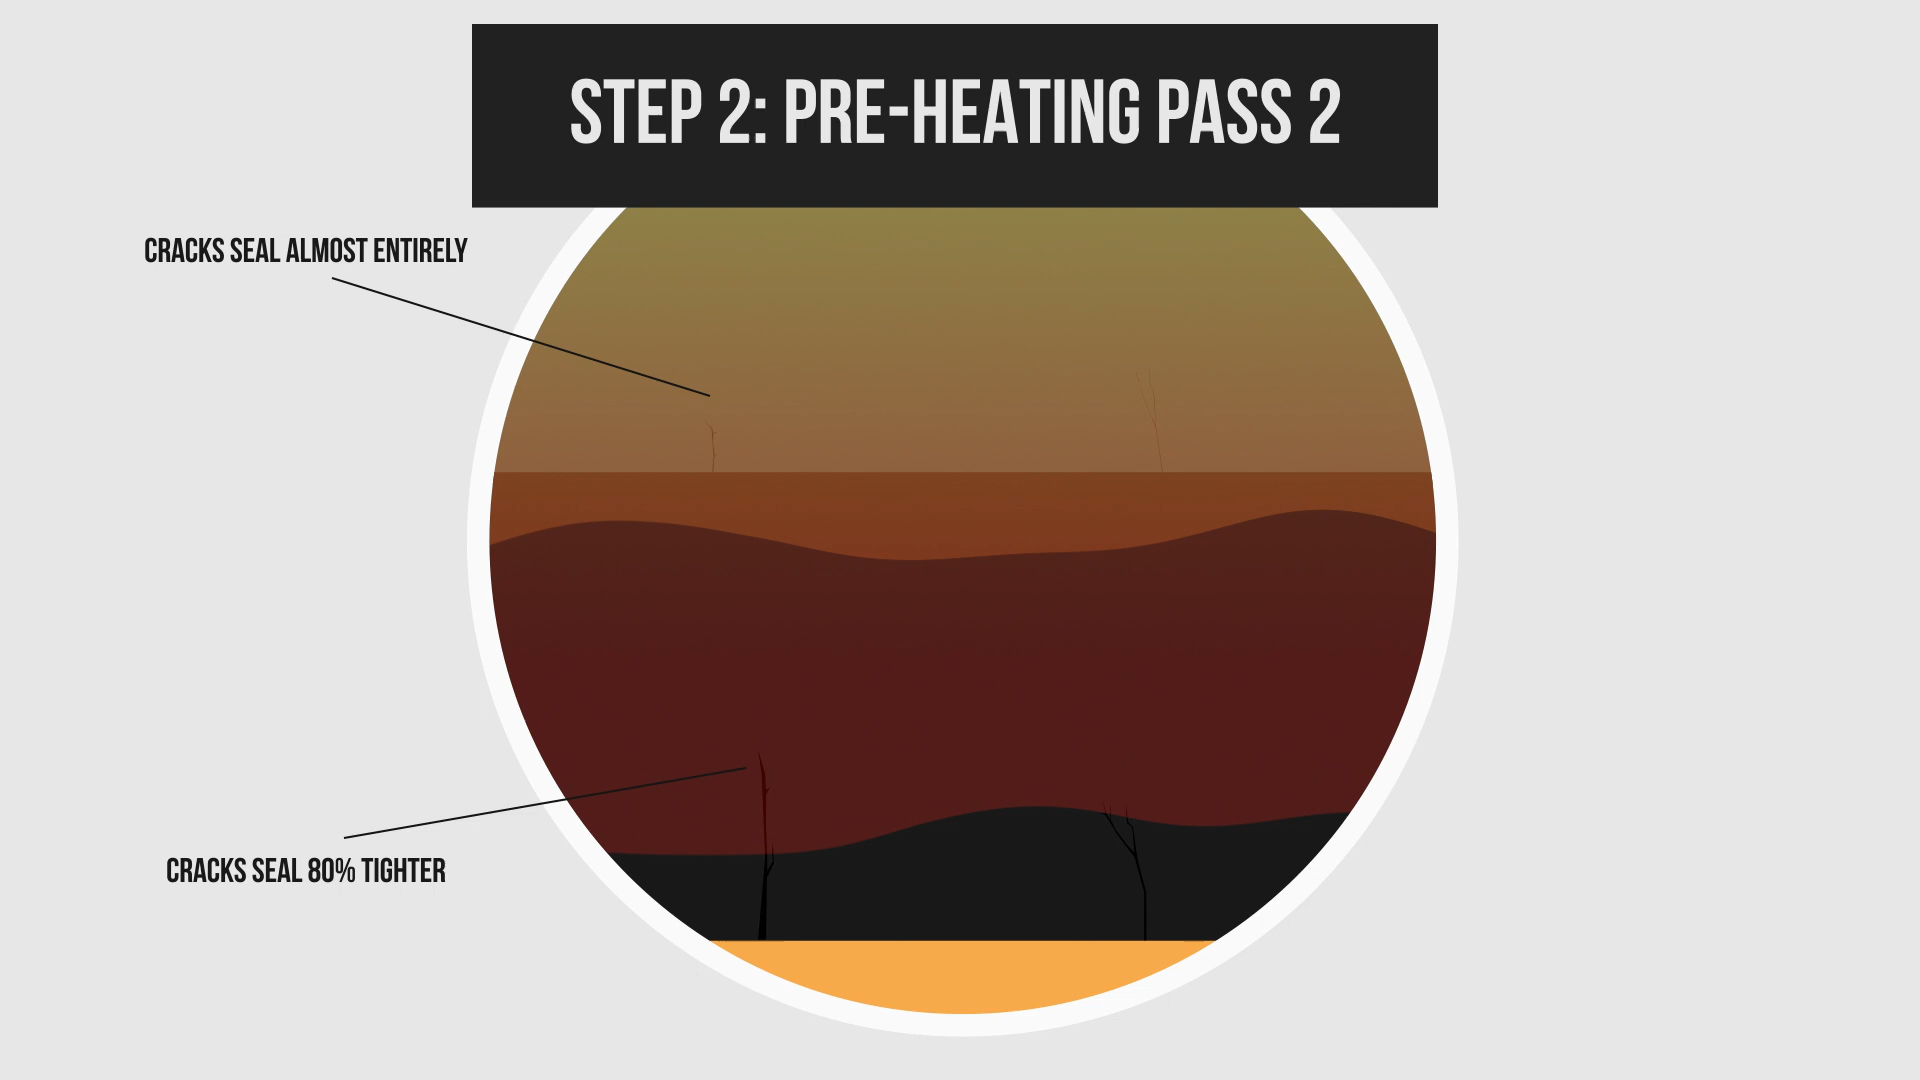 STEP 2: PRE-HEATING PASS 2
CRACKS SEAL ALMOST ENTIRELY
CRACKS SEAL 80% TIGHTER